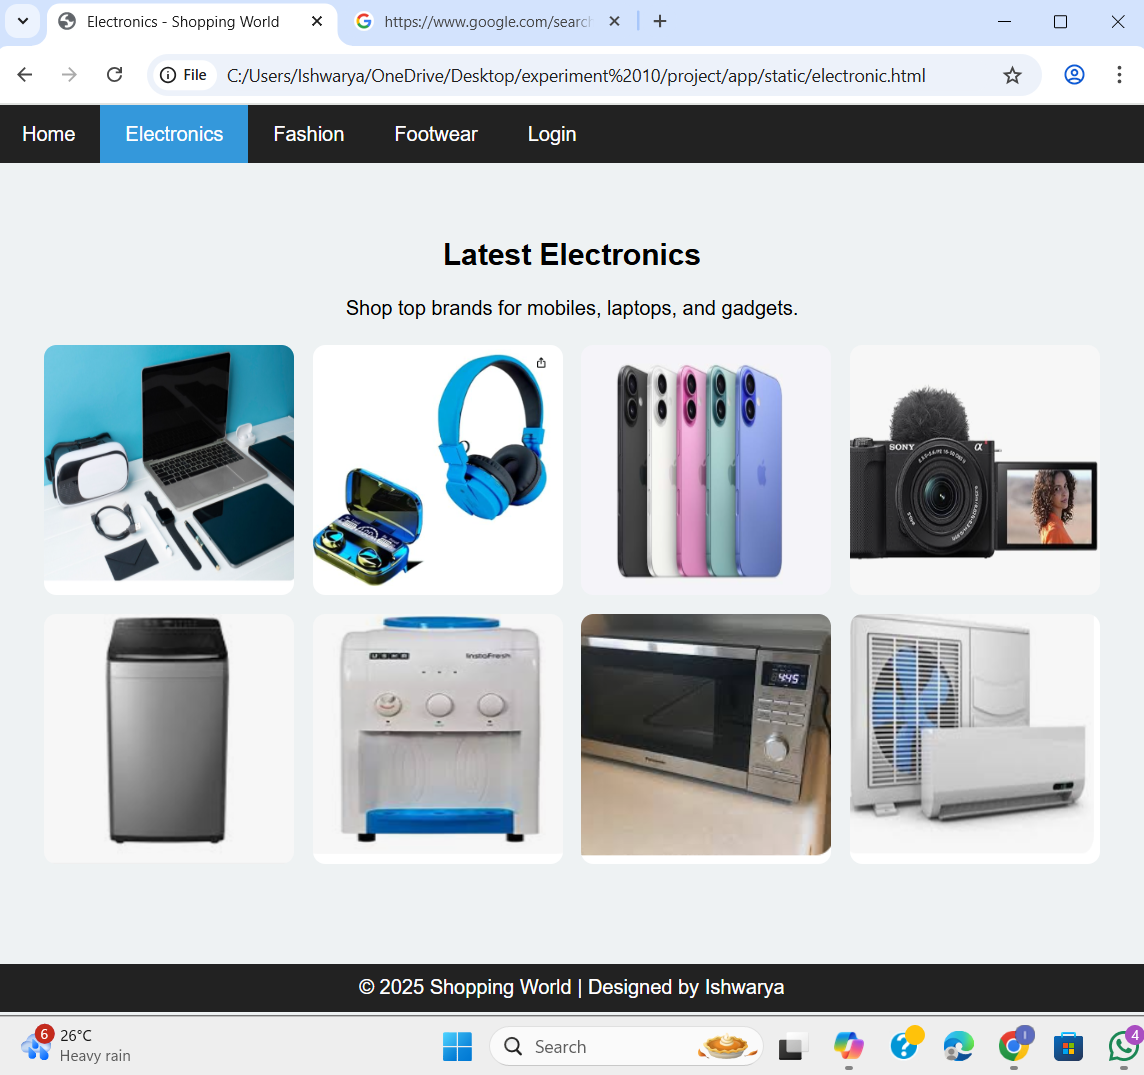 Electronics - Shopping World
https://www.google.com/search
File
C:/Users/Ishwarya/OneDrive/Desktop/experiment%2010/project/app/static/electronic.html
Home Electronics Fashion Footwear Login
Latest Electronics
Shop top brands for mobiles, laptops, and gadgets.
SONY α
InstaFresh
4:45
Panasonic
© 2025 Shopping World | Designed by Ishwarya
6
26°C
Heavy rain
Search
I
4